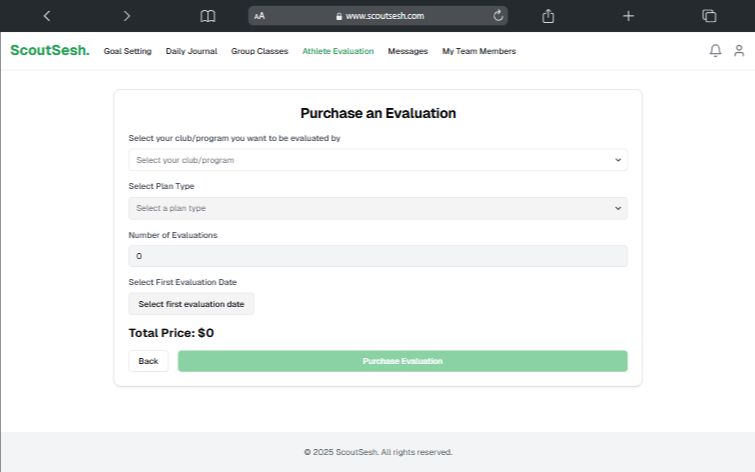 AA www.scoutsesh.com
ScoutSesh. Goal Setting Daily Journal Group Classes Athlete Evaluation Messages My Team Members
Purchase an Evaluation
Select your club/program you want to be evaluated by
Select your club/program
Select Plan Type
Select a plan type
Number of Evaluations
0
Select First Evaluation Date
Select first evaluation date
Total Price: $0
Back Purchase Evaluation
© 2025 ScoutSesh. All rights reserved.